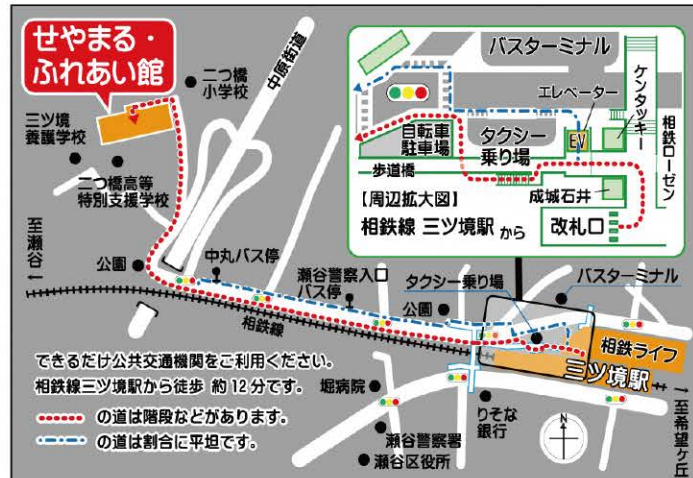 せやまる・
ふれあい館
二つ橋
小学校
中原街道
三ツ境
養護学校
二つ橋高等
特別支援学校
至瀬谷←
公園
中丸バス停
瀬谷警察入口
バス停
相鉄線
公園
タクシー乗り場
バスターミナル
相鉄ライフ
三ツ境駅
→至希望ヶ丘
りそな
銀行
堀病院
瀬谷警察署
瀬谷区役所
N
できるだけ公共交通機関をご利用ください。
相鉄線三ツ境駅から徒歩 約12分です。
の道は階段などがあります。
の道は割合に平坦です。
バスターミナル
エレベーター
ケンタッキー
相鉄ローゼン
自転車
駐車場
タクシー
乗り場
EV
歩道橋
成城石井
【周辺拡大図】
相鉄線 三ツ境駅 から
改札口